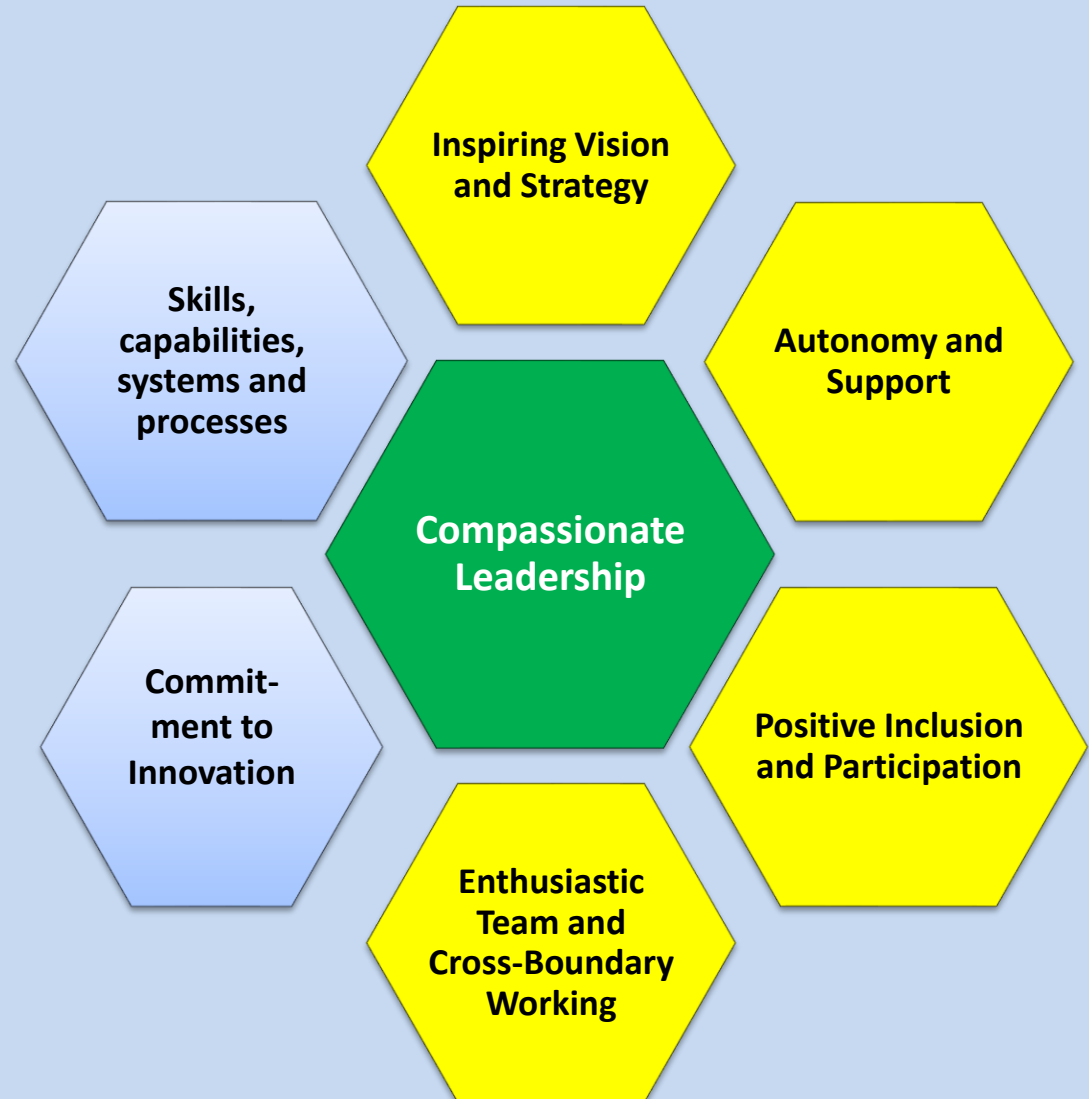 Inspiring Vision
and Strategy
Skills,
capabilities,
systems and
processes
Autonomy and
Support
Compassionate
Leadership
Commit-
ment to
Innovation
Positive Inclusion
and Participation
Enthusiastic
Team and
Cross-Boundary
Working